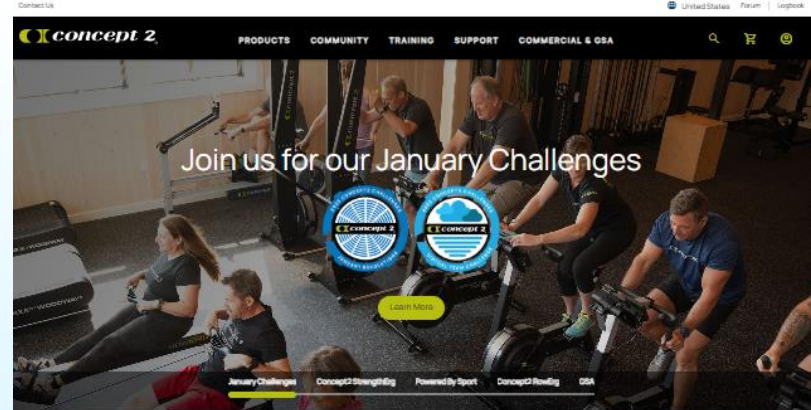 Contact Us
United States Forum Logbook
concept 2
PRODUCTS COMMUNITY TRAINING SUPPORT COMMERCIAL & GSA
Join us for our January Challenges
concept 2
concept 2
Learn More
January Challenges Concept2 StrengthErg Powered By Sport Concept2 RowErg GSA